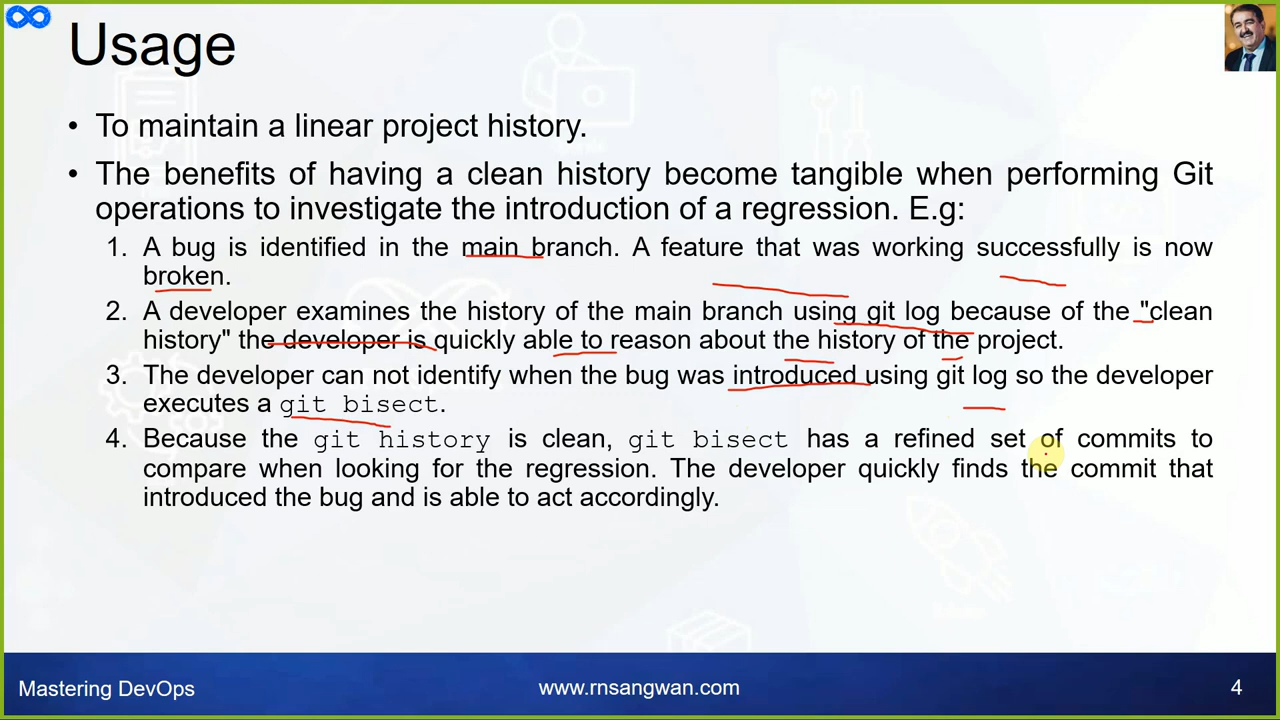 Usage
• To maintain a linear project history.
• The benefits of having a clean history become tangible when performing Git
operations to investigate the introduction of a regression. E.g:
1. A bug is identified in the main branch. A feature that was working successfully is now
broken.
2. A developer examines the history of the main branch using git log because of the "clean
history" the developer is quickly able to reason about the history of the project.
3. The developer can not identify when the bug was introduced using git log so the developer
executes a git bisect.
4. Because the git history is clean, git bisect has a refined set of commits to
compare when looking for the regression. The developer quickly finds the commit that
introduced the bug and is able to act accordingly.
Mastering DevOps
www.rnsangwan.com
4